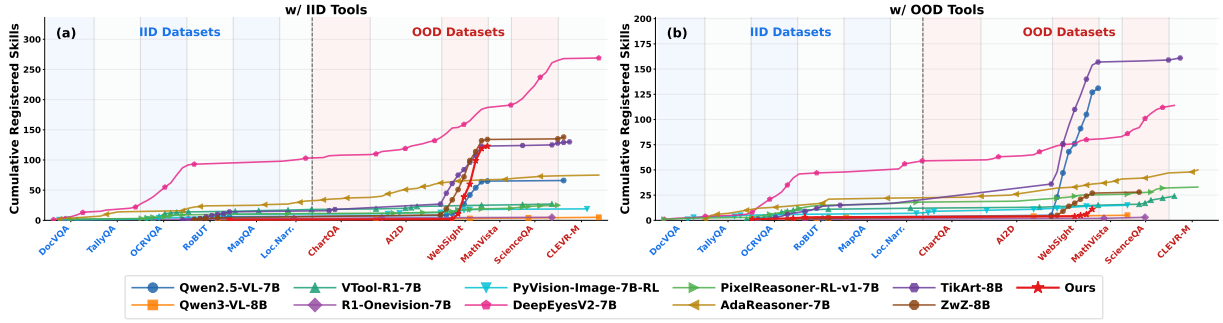 w/ IID Tools
(a)
IID Datasets
OOD Datasets
Cumulative Registered Skills
300
250
200
150
100
50
0
DocVQA
TallyQA
OCRVQA
RoBUT
MapQA
Loc.Narr.
ChartQA
AI2D
WebSight
MathVista
ScienceQA
CLEVR-M
w/ OOD Tools
(b)
IID Datasets
OOD Datasets
Cumulative Registered Skills
200
175
150
125
100
75
50
25
0
DocVQA
TallyQA
OCRVQA
RoBUT
MapQA
Loc.Narr.
ChartQA
AI2D
WebSight
MathVista
ScienceQA
CLEVR-M
Qwen2.5-VL-7B
VTool-R1-7B
PyVision-Image-7B-RL
PixelReasoner-RL-v1-7B
TikArt-8B
Ours
Qwen3-VL-8B
R1-Onevision-7B
DeepEyesV2-7B
AdaReasoner-7B
ZwZ-8B